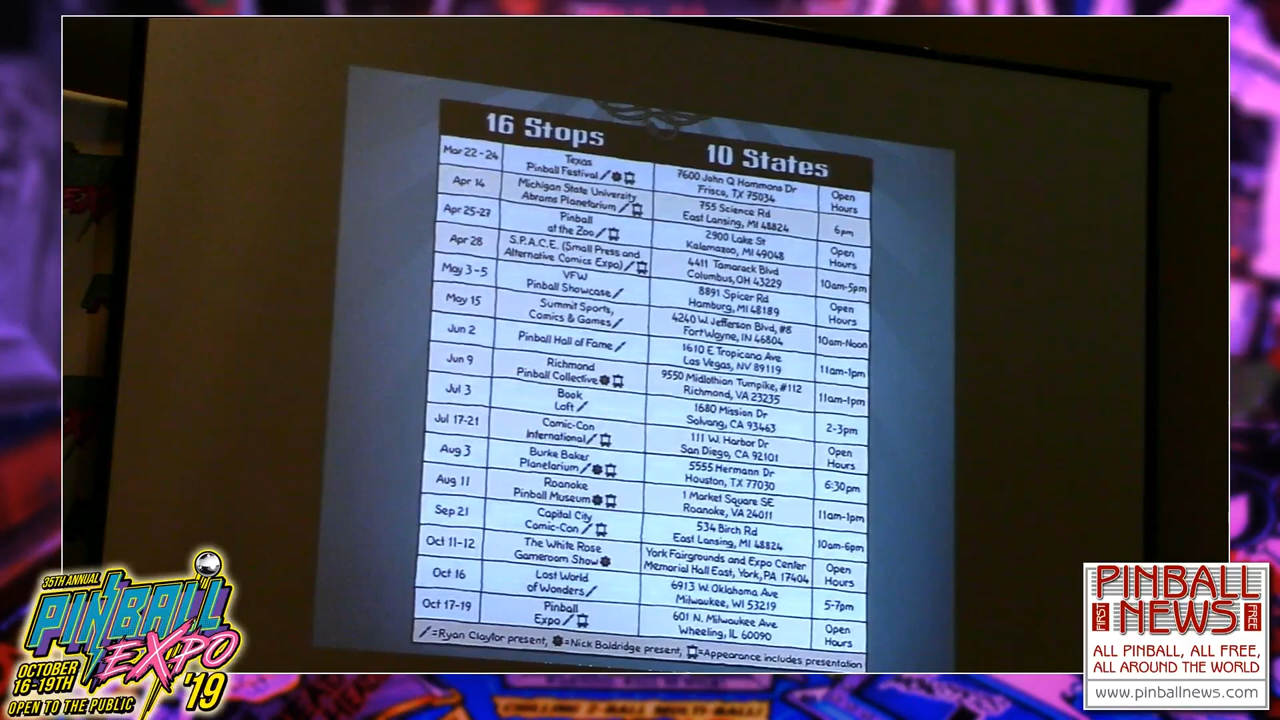 16 Stops 10 States
Mar 22-24 Texas Pinball Festival 7600 John Q Hammons Dr Frisco, TX 75034 Open Hours
Apr 14 Michigan State University Abrams Planetarium 755 Science Rd East Lansing, MI 48824 6pm
Apr 25-27 Pinball at the Zoo 2900 Lake St Kalamazoo, MI 49048 Open Hours
Apr 28 S.P.A.C.E. (Small Press and Alternative Comics Expo) 4411 Tamarack Blvd Columbus, OH 43229 10am-5pm
May 3-5 VFW Pinball Showcase 8891 Spicer Rd Hamburg, MI 48189 Open Hours
May 15 Summit Sports, Comics & Games 4240 W. Jefferson Blvd, #8 Fort Wayne, IN 46804 10am-Noon
Jun 2 Pinball Hall of Fame 1610 E Tropicana Ave Las Vegas, NV 89119 11am-1pm
Jun 9 Richmond Pinball Collective 9550 Midlothian Turnpike, #112 Richmond, VA 23235 11am-1pm
Jul 3 Book Loft 1680 Mission Dr Solvang, CA 93463 2-3pm
Jul 17-21 Comic-Con International 111 W. Harbor Dr San Diego, CA 92101 Open Hours
Aug 3 Burke Baker Planetarium 5555 Hermann Dr Houston, TX 77030 6:30pm
Aug 11 Roanoke Pinball Museum 1 Market Square SE Roanoke, VA 24011 11am-1pm
Sep 21 Capital City Comic-Con 534 Birch Rd East Lansing, MI 48824 10am-6pm
Oct 11-12 The White Rose Gameroom Show York Fairgrounds and Expo Center Memorial Hall East, York, PA 17404 Open Hours
Oct 16 Lost World of Wonders 6913 W. Oklahoma Ave Milwaukee, WI 53219 5-7pm
Oct 17-19 Pinball Expo 601 N. Milwaukee Ave Wheeling, IL 60090 Open Hours
=Ryan Claytor present, =Nick Baldridge present, =Appearance includes presentation
35TH ANNUAL
PINBALL
EXPO
OCTOBER
16-19TH
'19
OPEN TO THE PUBLIC
PINBALL
FIRST NEWS FREE
ALL PINBALL, ALL FREE,
ALL AROUND THE WORLD
www.pinballnews.com